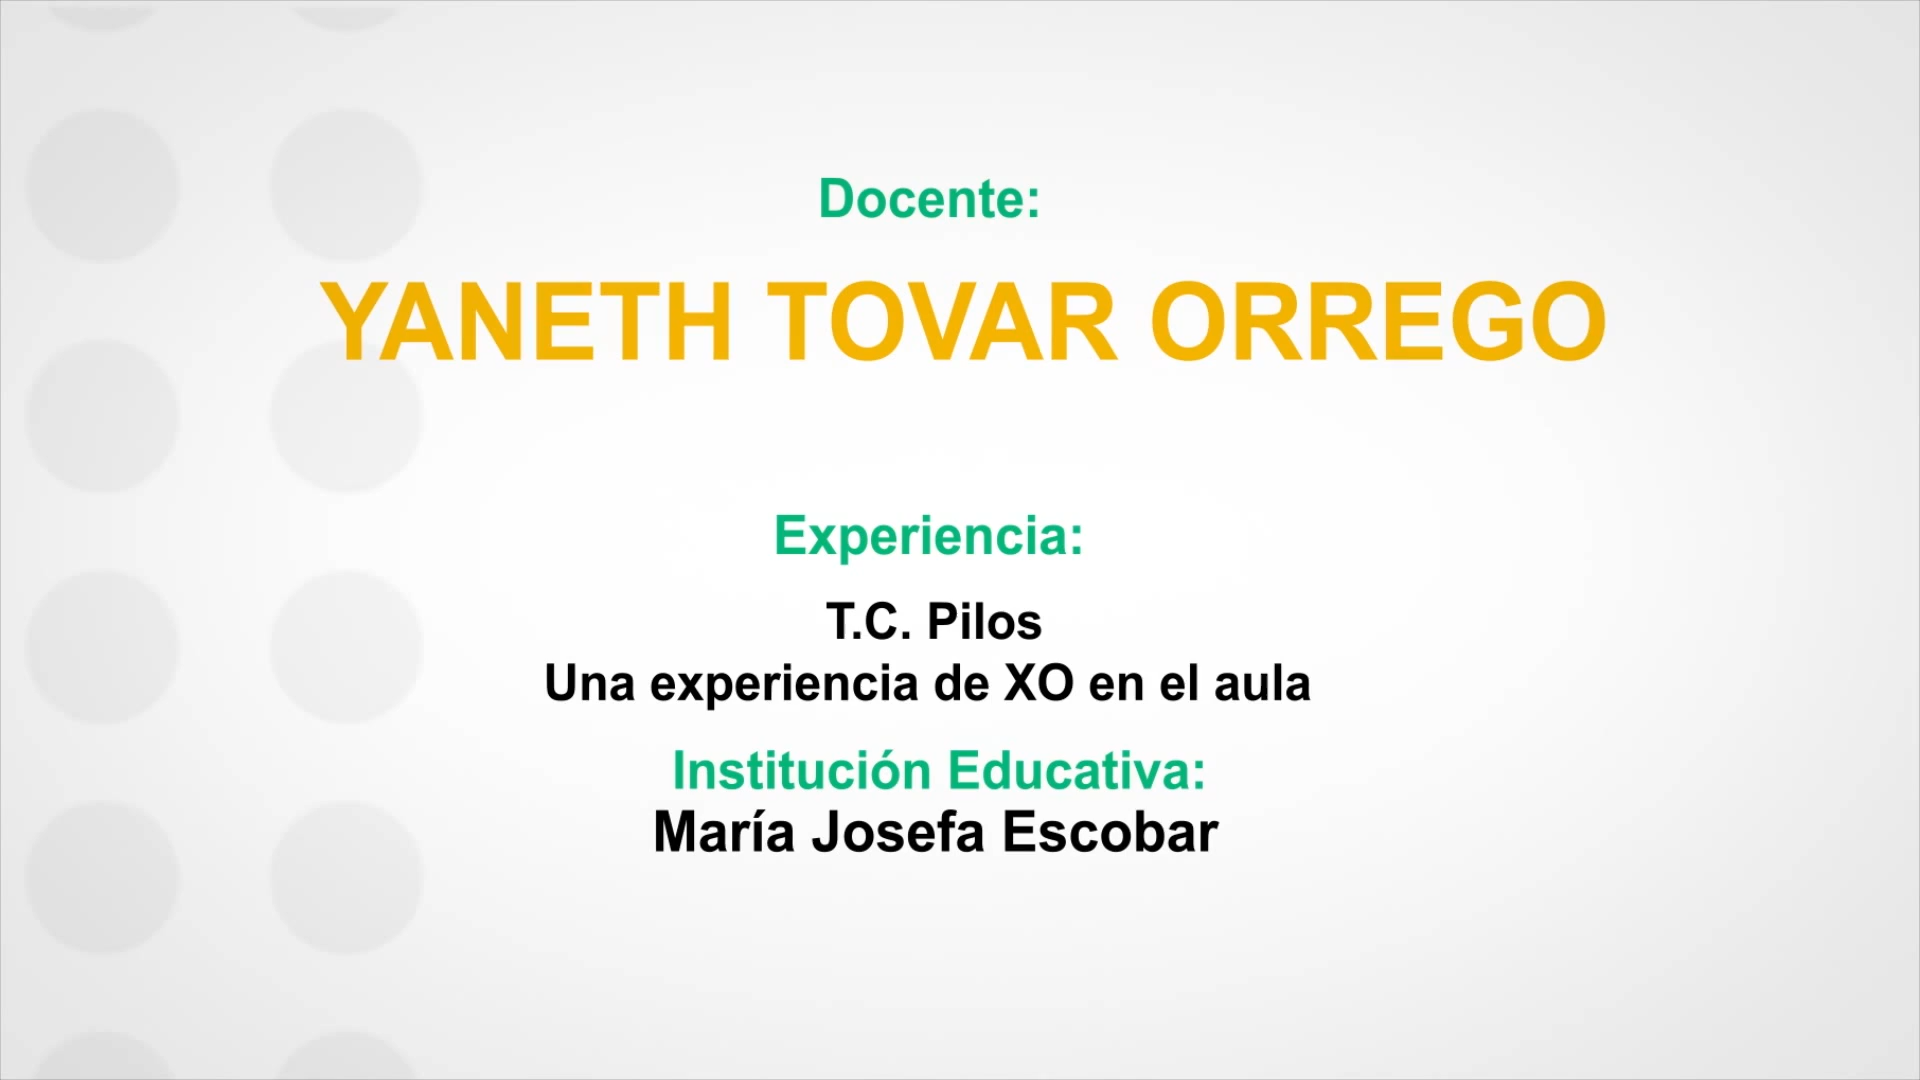 Docente:
YANETH TOVAR ORREGO
Experiencia:
T.C. Pilos
Una experiencia de XO en el aula
Institución Educativa:
María Josefa Escobar